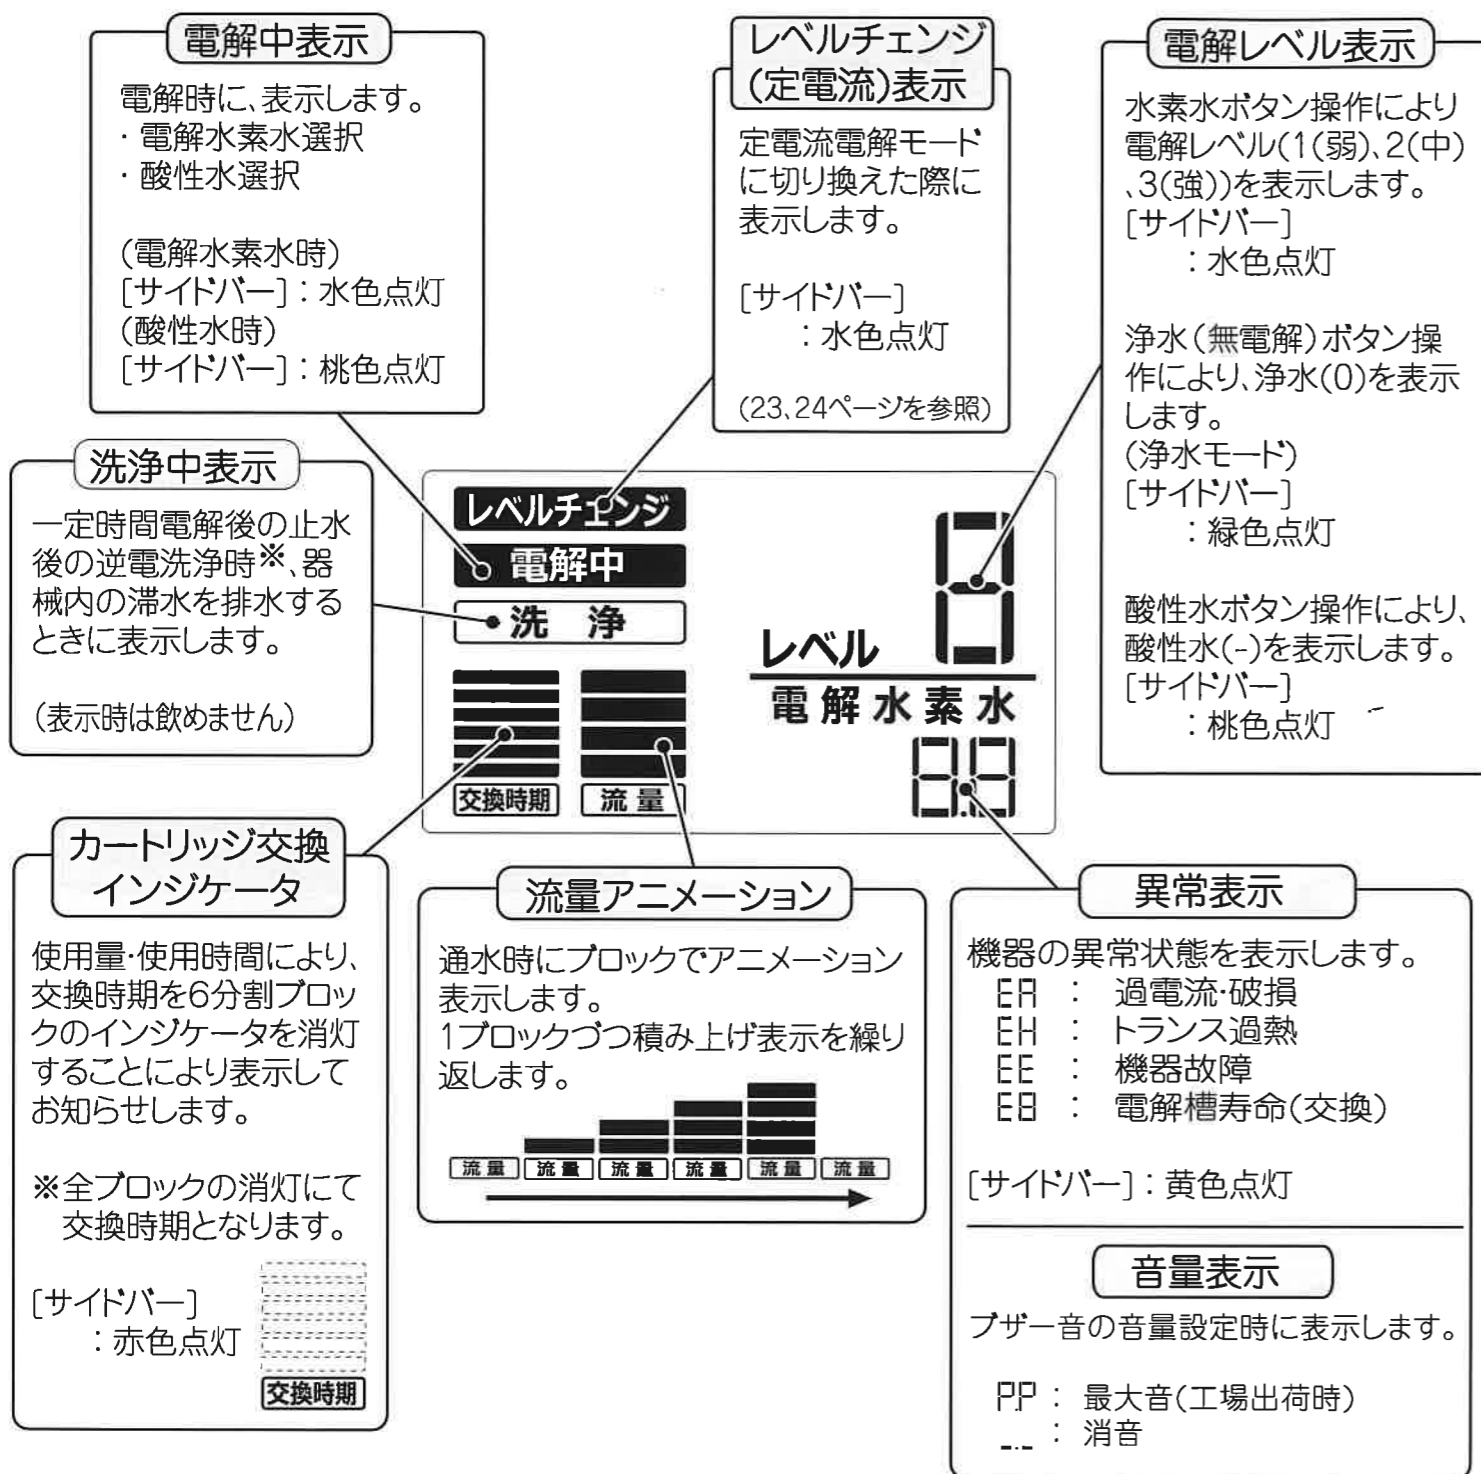 電解中表示
電解時に、表示します。
・電解水素水選択
・酸性水選択
(電解水素水時)
[サイドバー]：水色点灯
(酸性水時)
[サイドバー]：桃色点灯
レベルチェンジ
(定電流)表示
定電流電解モード
に切り換えた際に
表示します。
[サイドバー]
：水色点灯
(23,24ページを参照)
電解レベル表示
水素水ボタン操作により
電解レベル(1(弱)、2(中)
、3(強))を表示します。
[サイドバー]
：水色点灯
浄水(無電解)ボタン操
作により、浄水(0)を表示
します。
(浄水モード)
[サイドバー]
：緑色点灯
酸性水ボタン操作により、
酸性水(-)を表示します。
[サイドバー]
：桃色点灯
洗浄中表示
一定時間電解後の止水
後の逆電洗浄時※、器
械内の滞水を排水する
ときに表示します。
(表示時は飲めません)
レベルチェンジ
電解中
洗 浄
交換時期
流量
レベル
8
電解水素水
8.8
カートリッジ交換
インジケータ
使用量・使用時間により、
交換時期を6分割ブロッ
クのインジケータを消灯
することにより表示して
お知らせします。
※全ブロックの消灯にて
交換時期となります。
[サイドバー]
：赤色点灯
交換時期
流量アニメーション
通水時にブロックでアニメーション
表示します。
1ブロックづつ積み上げ表示を繰り
返します。
流量 流量 流量 流量 流量 流量
異常表示
機器の異常状態を表示します。
EA ： 過電流・破損
EH ： トランス過熱
EE ： 機器故障
E8 ： 電解槽寿命(交換)
[サイドバー]：黄色点灯
音量表示
ブザー音の音量設定時に表示します。
P.P ： 最大音(工場出荷時)
_._ ： 消音